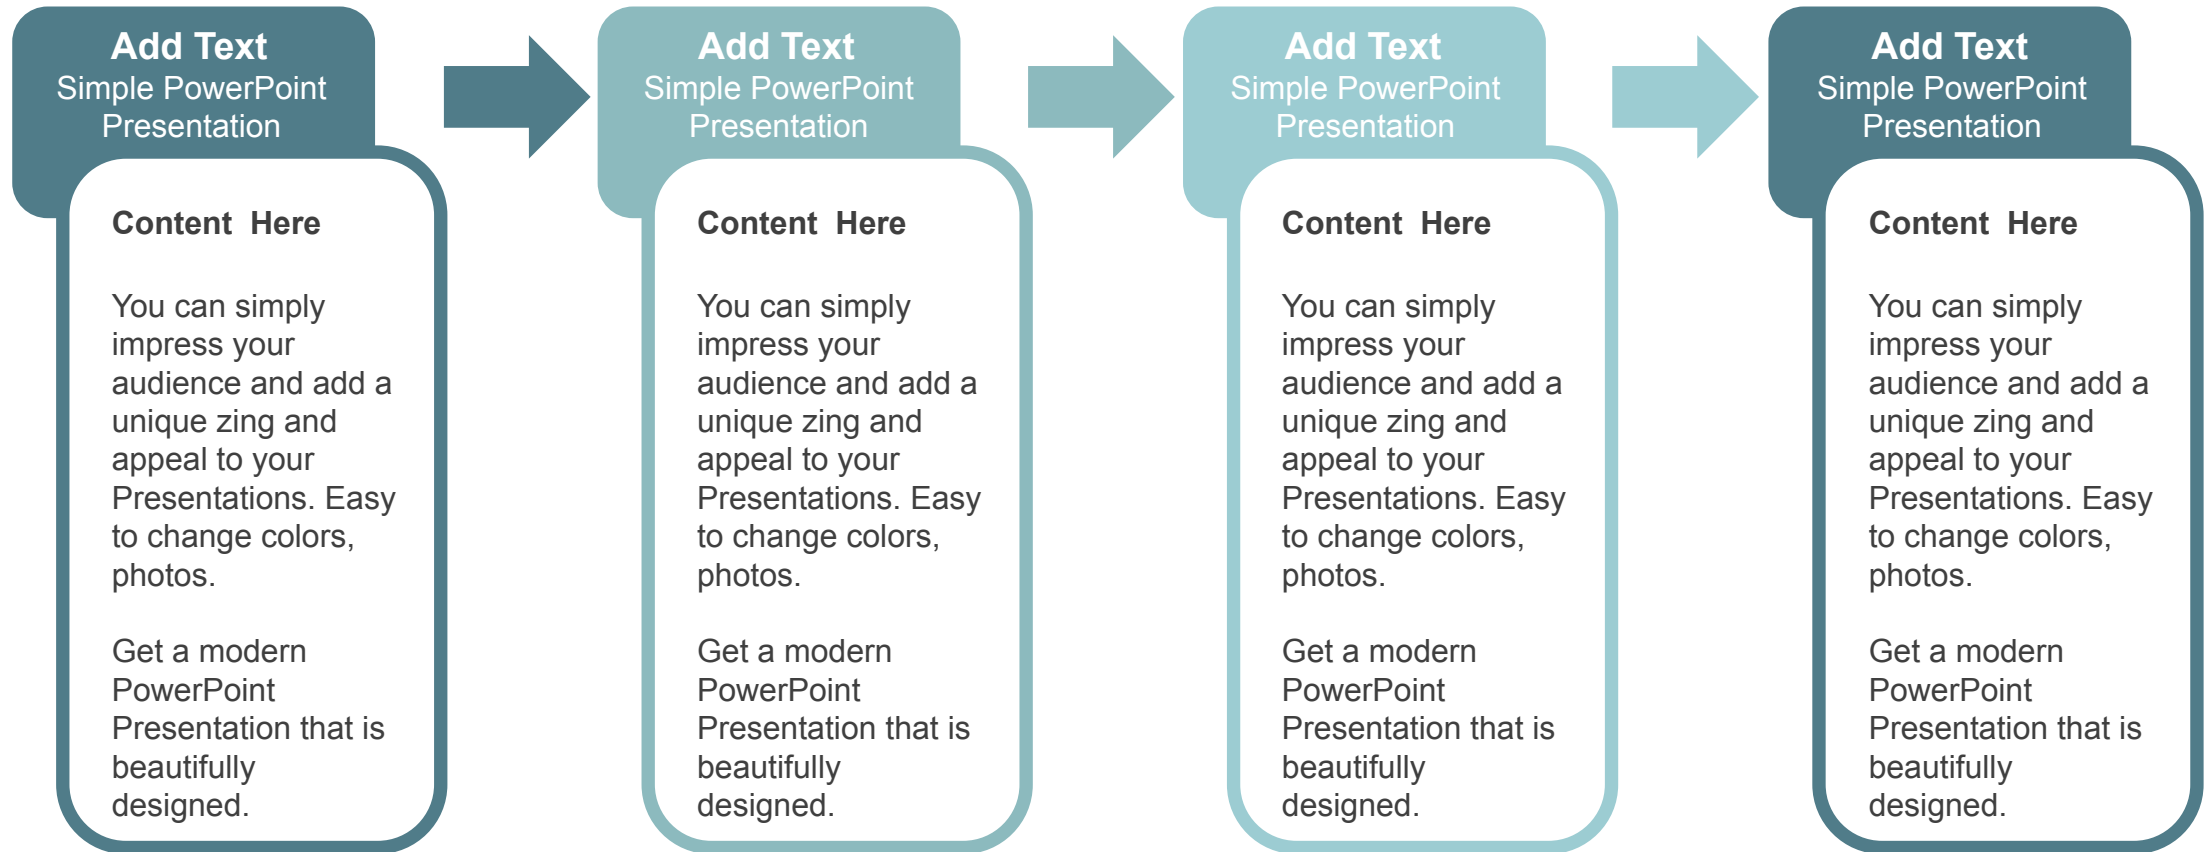 Add Text
Simple PowerPoint
Presentation
Content  Here
You can simply
impress your
audience and add a
unique zing and
appeal to your
Presentations. Easy
to change colors,
photos.
Get a modern
PowerPoint
Presentation that is
beautifully
designed.
Add Text
Simple PowerPoint
Presentation
Content  Here
You can simply
impress your
audience and add a
unique zing and
appeal to your
Presentations. Easy
to change colors,
photos.
Get a modern
PowerPoint
Presentation that is
beautifully
designed.
Add Text
Simple PowerPoint
Presentation
Content  Here
You can simply
impress your
audience and add a
unique zing and
appeal to your
Presentations. Easy
to change colors,
photos.
Get a modern
PowerPoint
Presentation that is
beautifully
designed.
Add Text
Simple PowerPoint
Presentation
Content  Here
You can simply
impress your
audience and add a
unique zing and
appeal to your
Presentations. Easy
to change colors,
photos.
Get a modern
PowerPoint
Presentation that is
beautifully
designed.